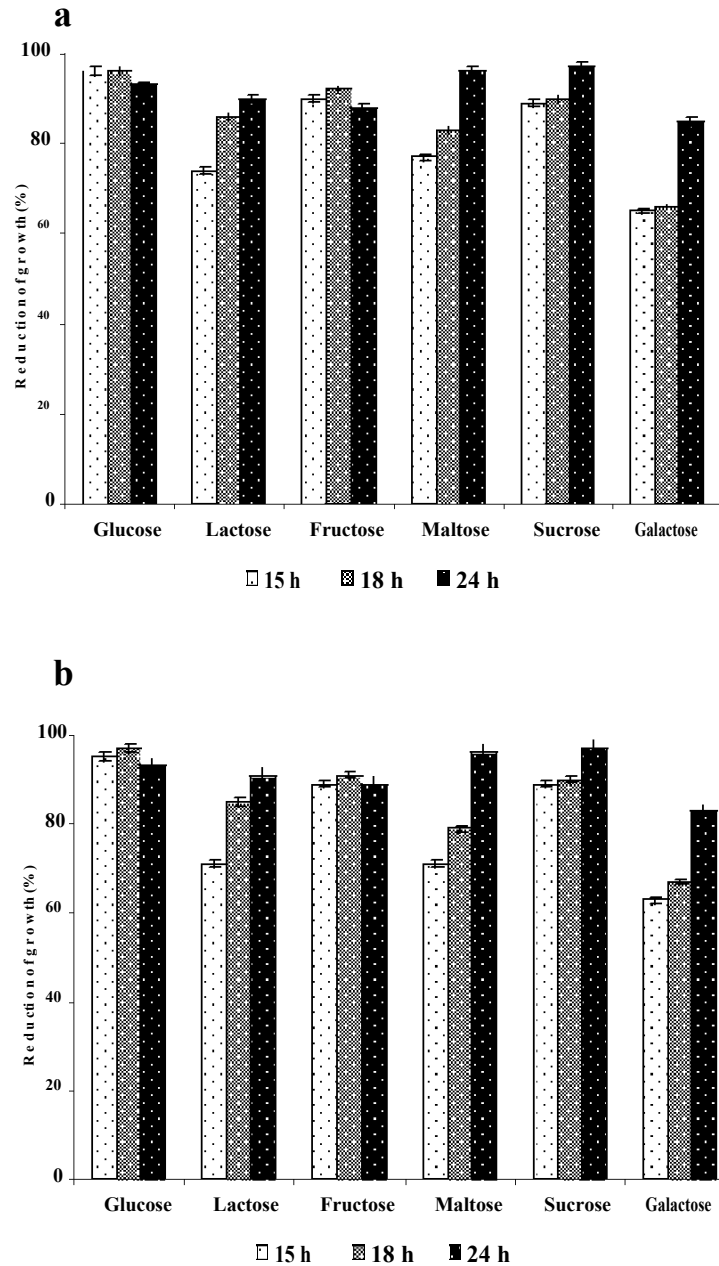 a
100
80
60
40
20
0
Reduction of growth (%)
Glucose Lactose Fructose Maltose Sucrose Galactose
15 h 18 h 24 h
b
100
80
60
40
20
0
Reduction of growth (%)
Glucose Lactose Fructose Maltose Sucrose Galactose
15 h 18 h 24 h